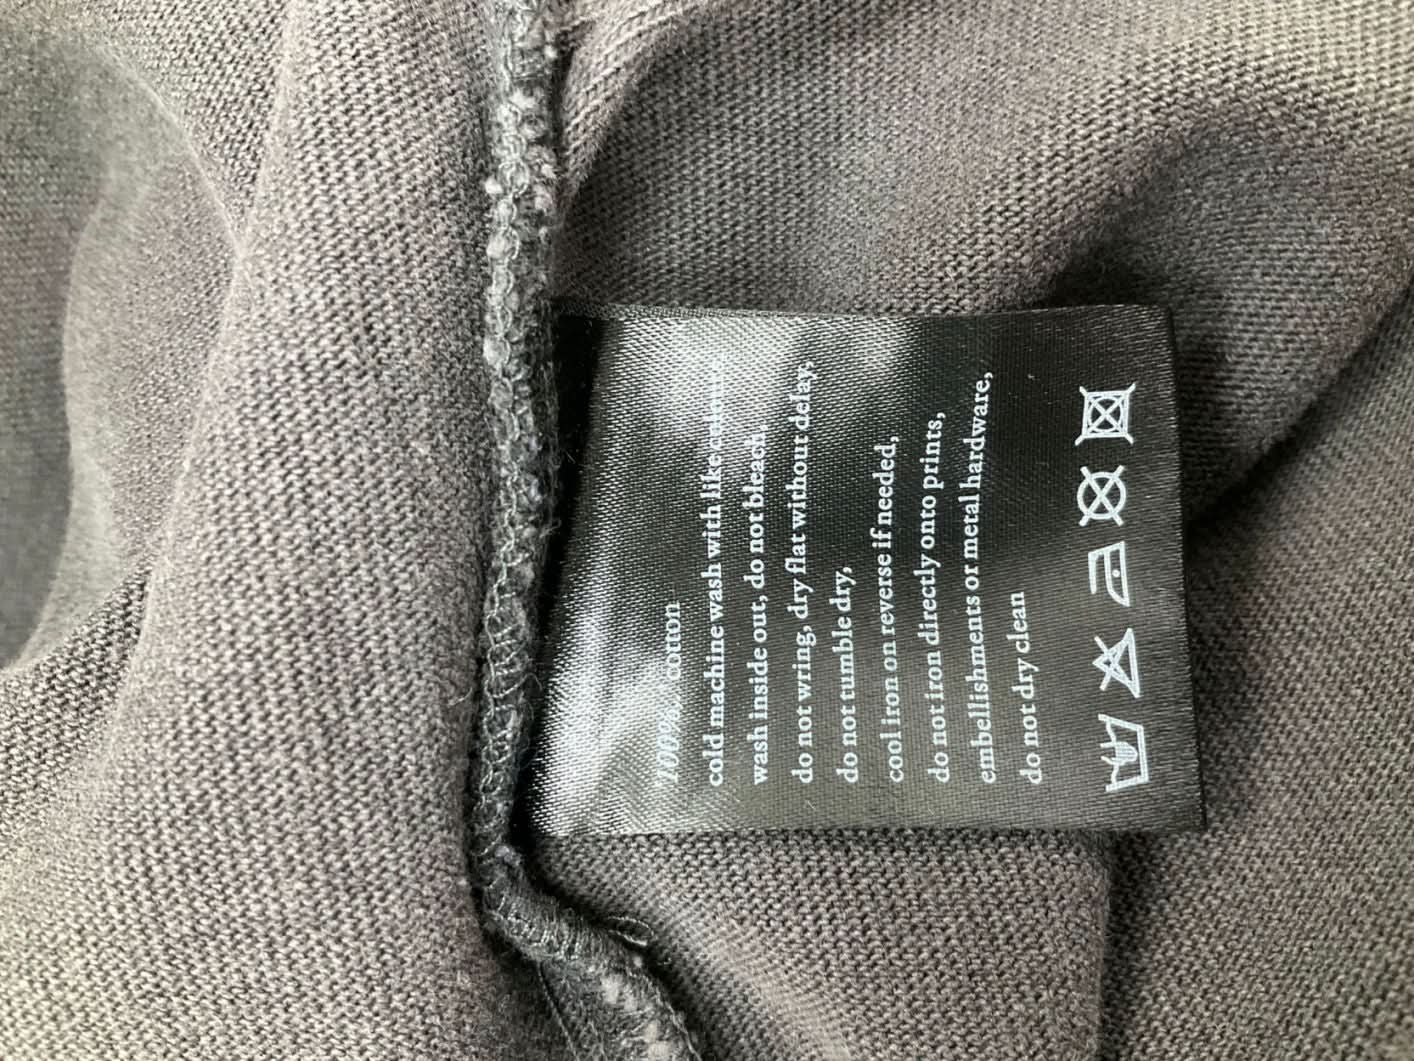 100% cotton
cold machine wash with like colours,
wash inside out, do not bleach,
do not wring, dry flat without delay,
do not tumble dry,
cool iron on reverse if needed,
do not iron directly onto prints,
embellishments or metal hardware,
do not dry clean